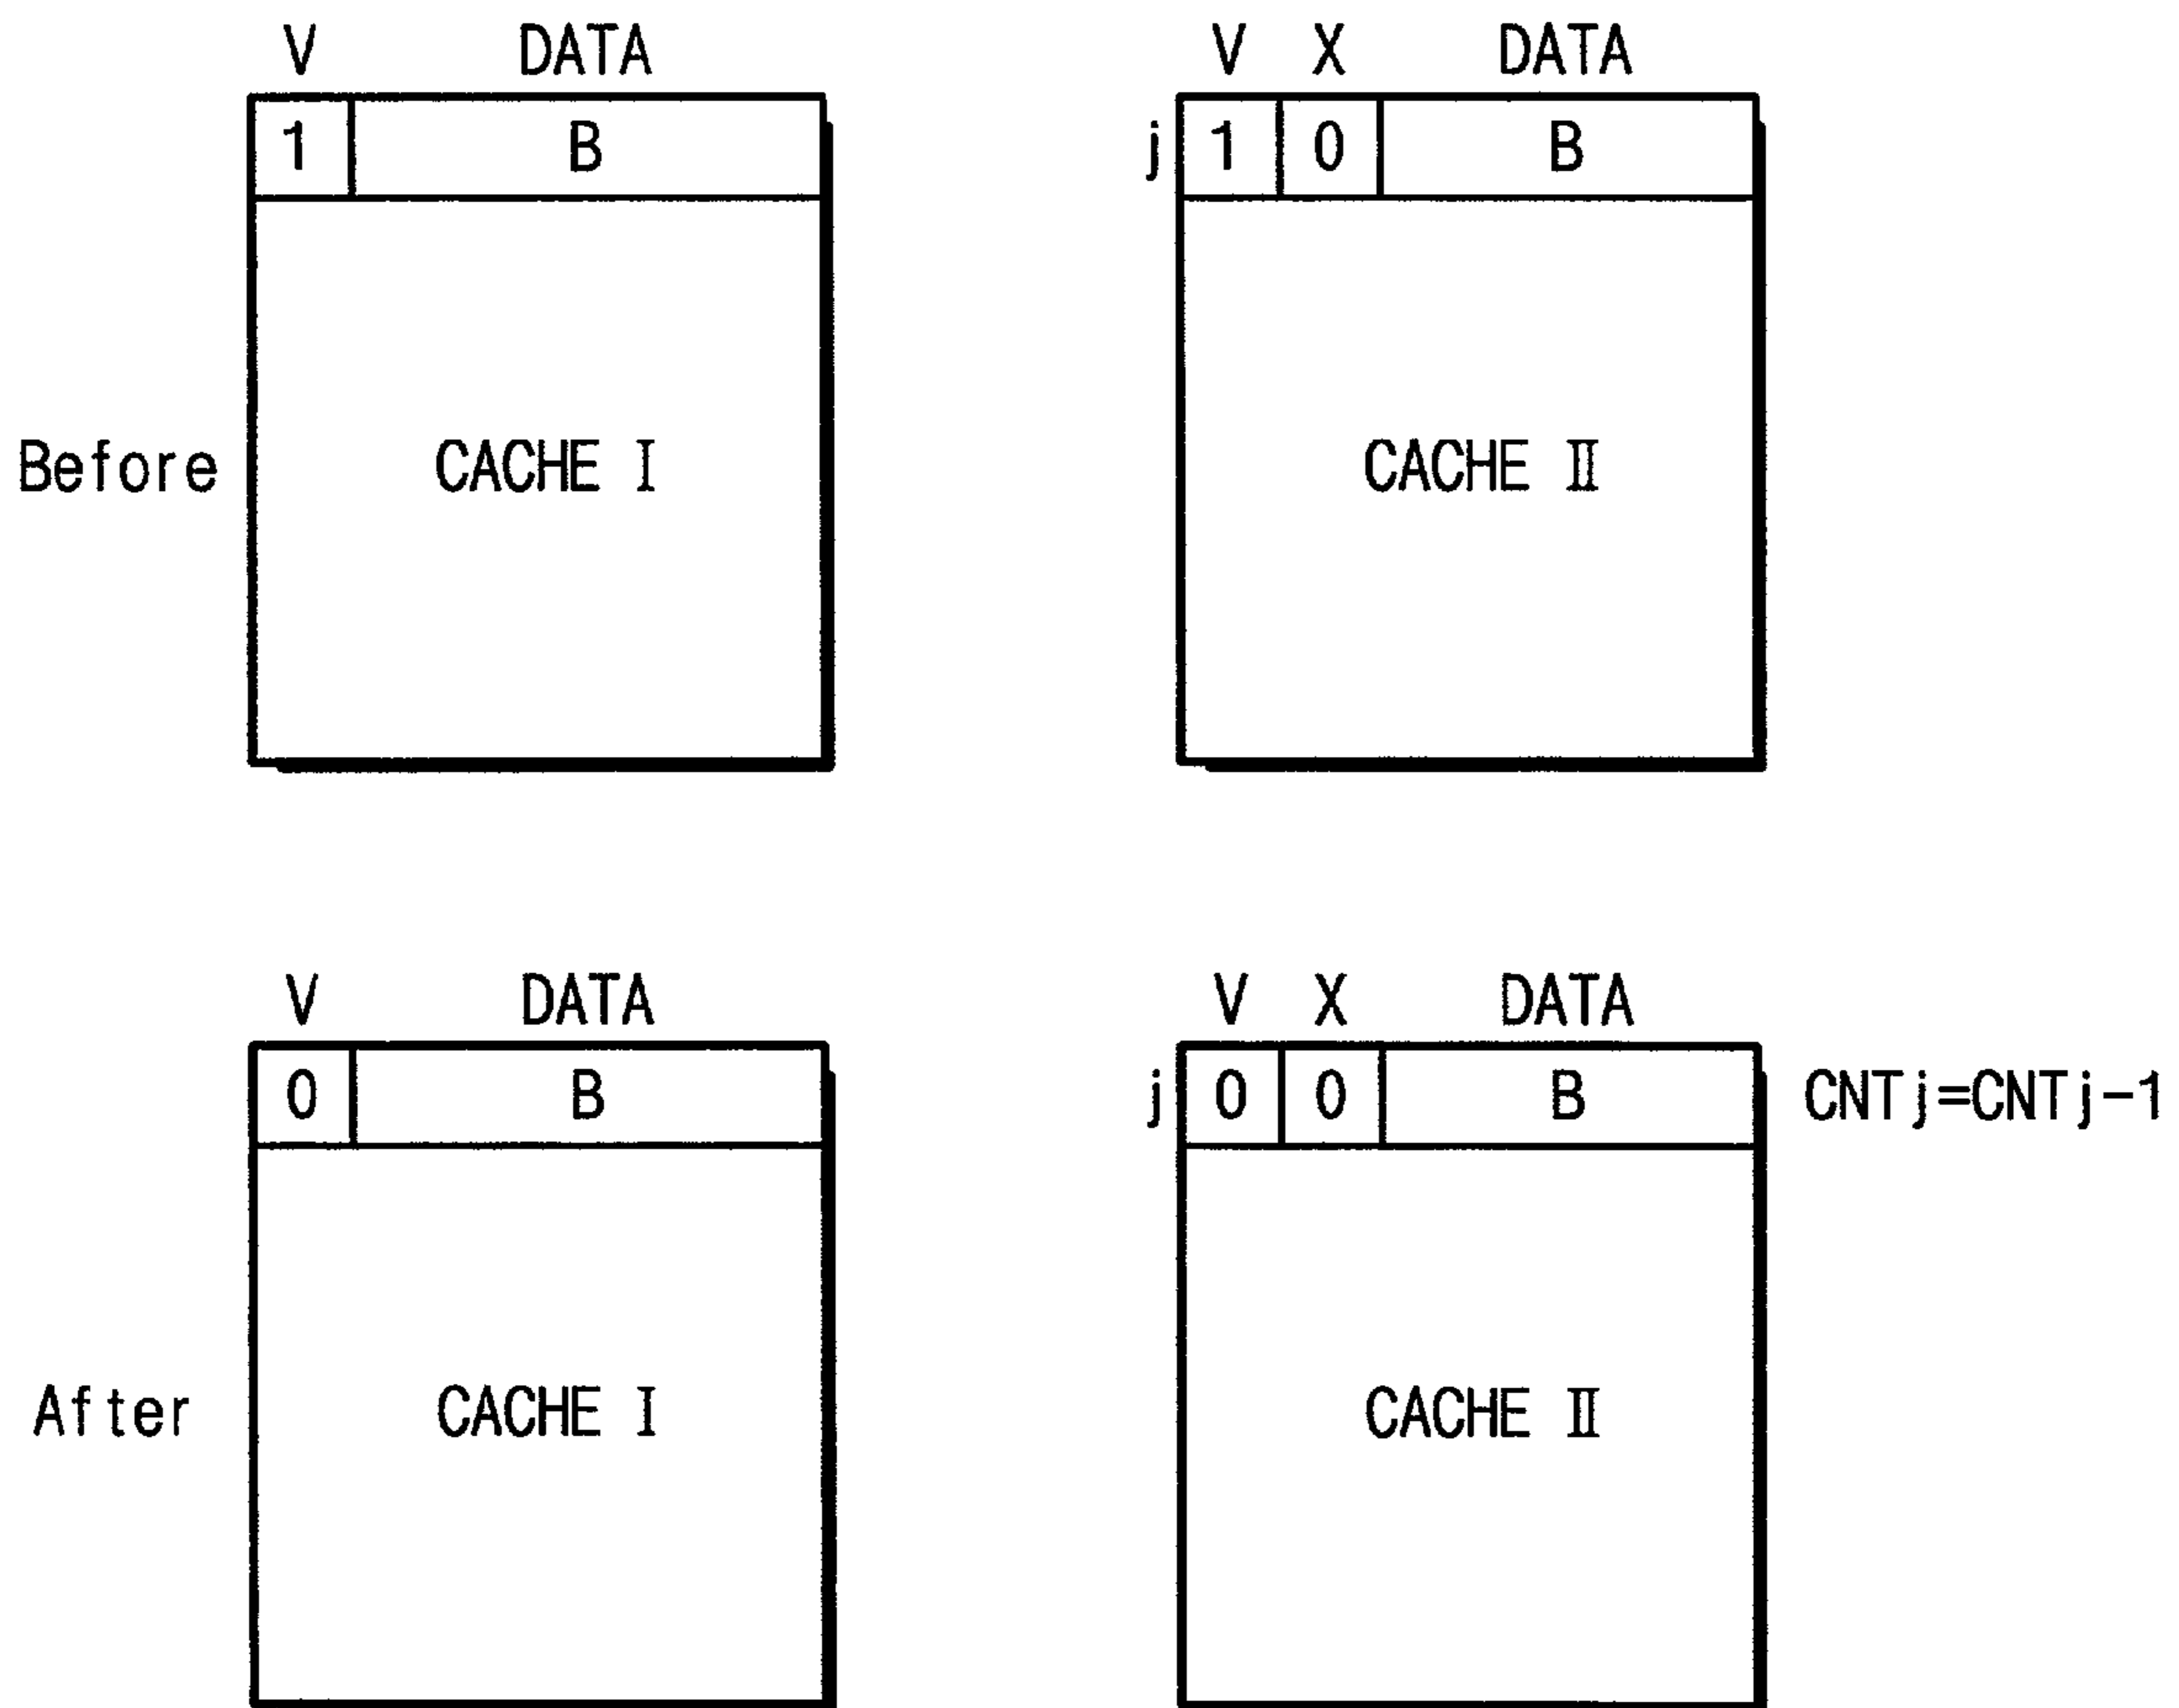 V DATA V X DATA
1 B j 1 0 B
Before CACHE I CACHE II
V DATA V X DATA
0 B j 0 0 B CNTj=CNTj-1
After CACHE I CACHE II